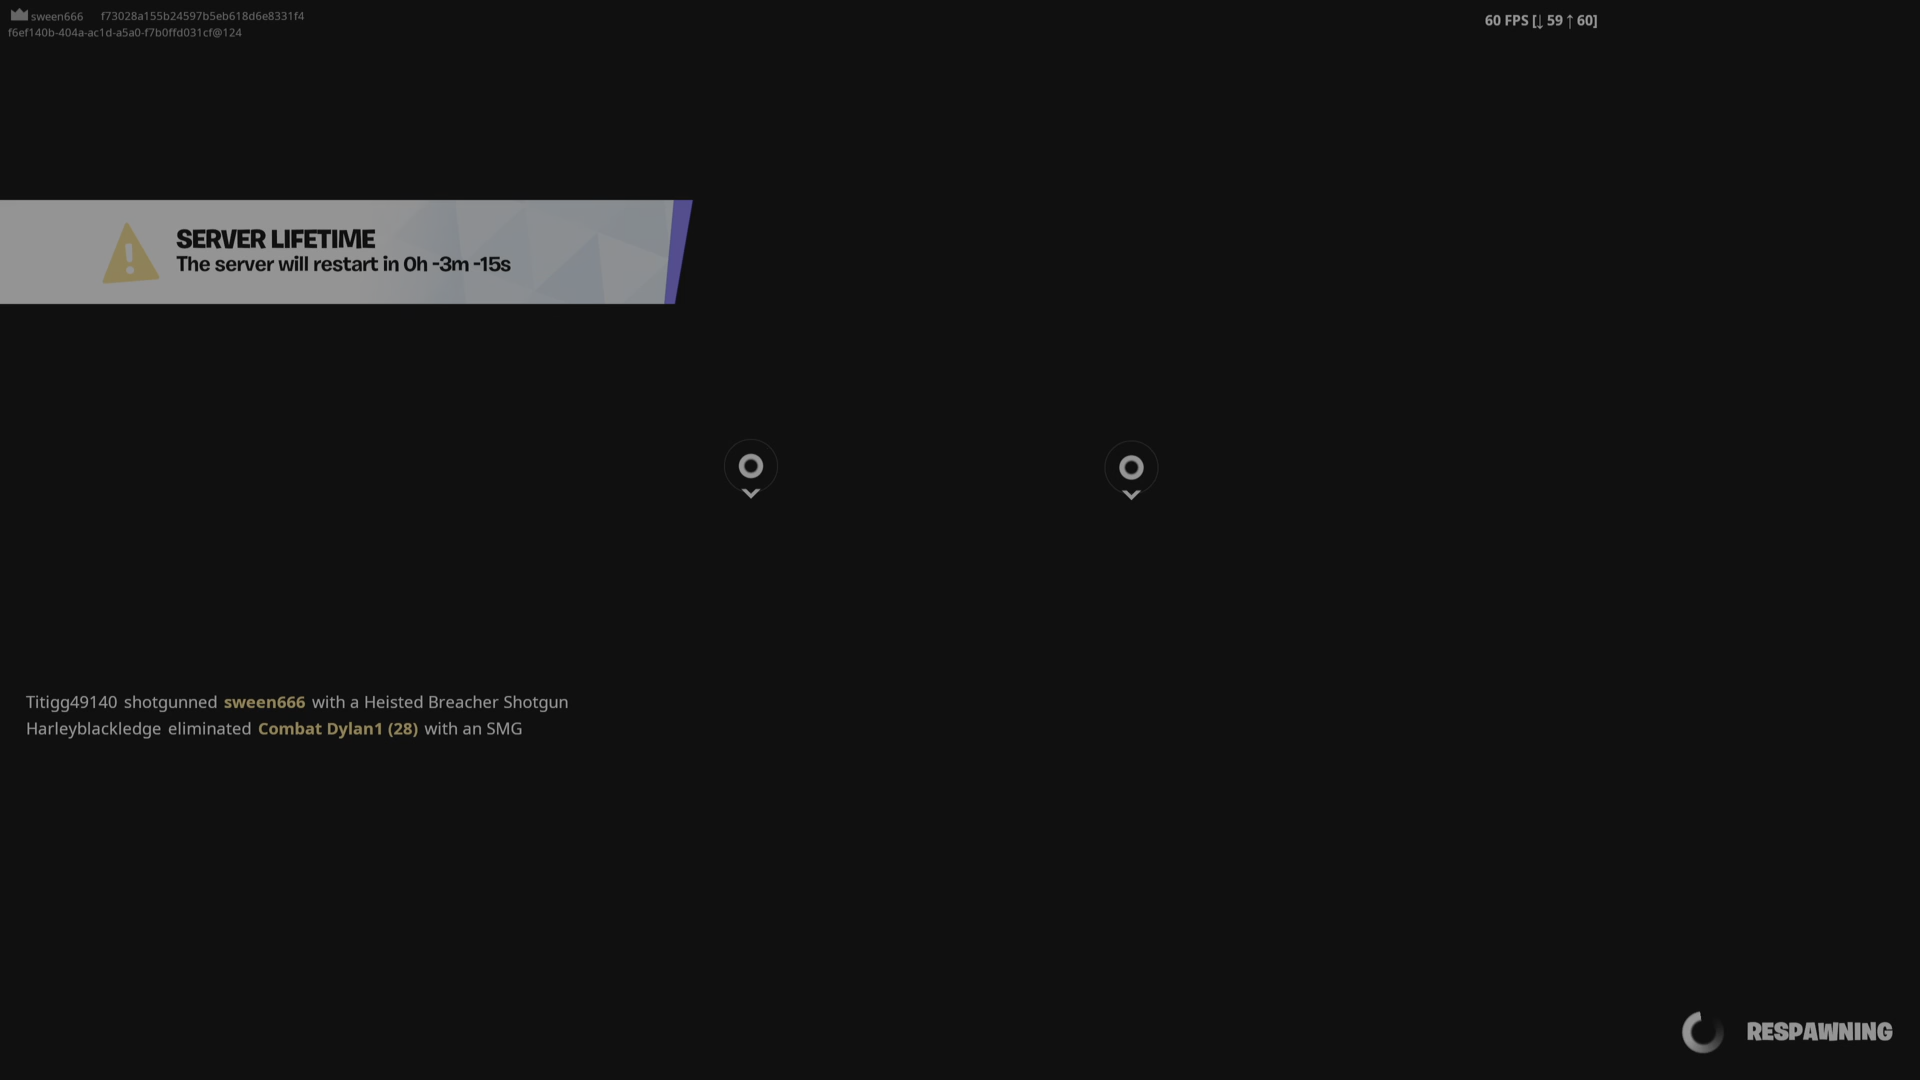 sween666 f73028a155b24597b5eb618d6e8331f4
f6ef140b-404a-ac1d-a5a0-f7b0ffd031cf@124
60 FPS [↓ 59 ↑ 60]
SERVER LIFETIME
The server will restart in 0h -3m -15s
Titigg49140 shotgunned sween666 with a Heisted Breacher Shotgun
Harleyblackledge eliminated Combat Dylan1 (28) with an SMG
RESPAWNING